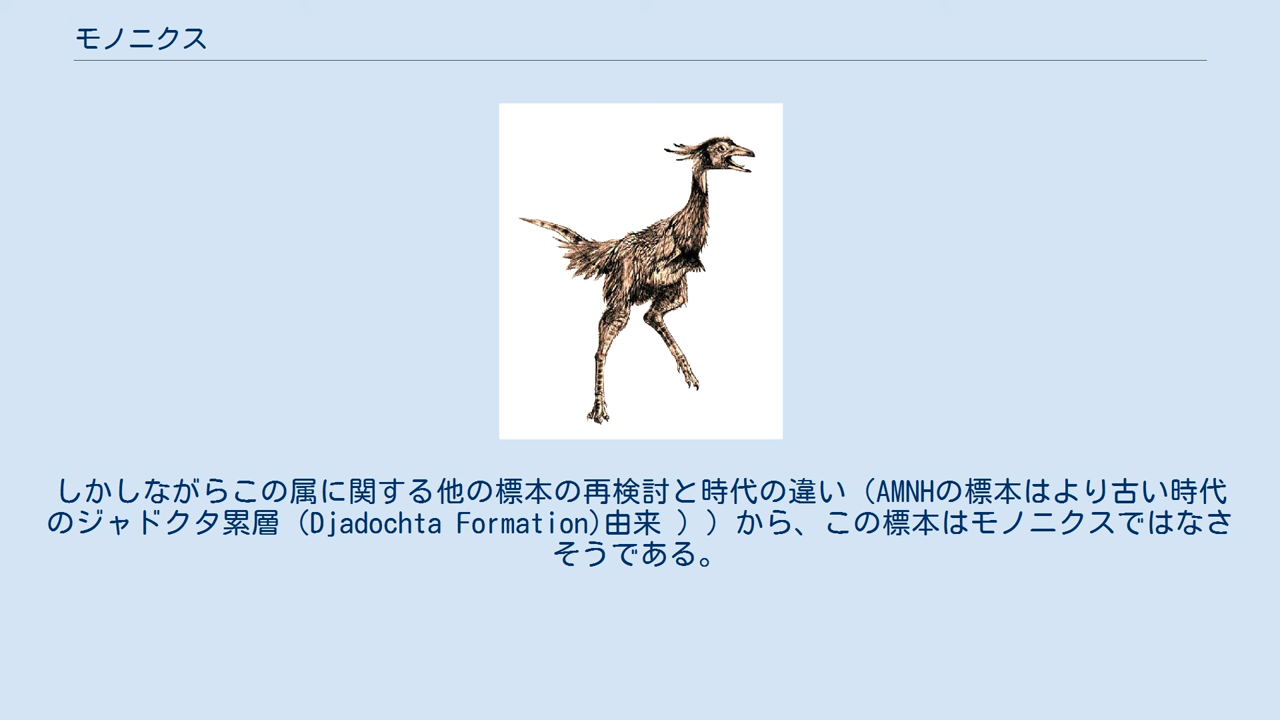 モノニクス
しかしながらこの属に関する他の標本の再検討と時代の違い（AMNHの標本はより古い時代
のジャドクタ累層（Djadochta Formation)由来 ））から、この標本はモノニクスではなさ
そうである。